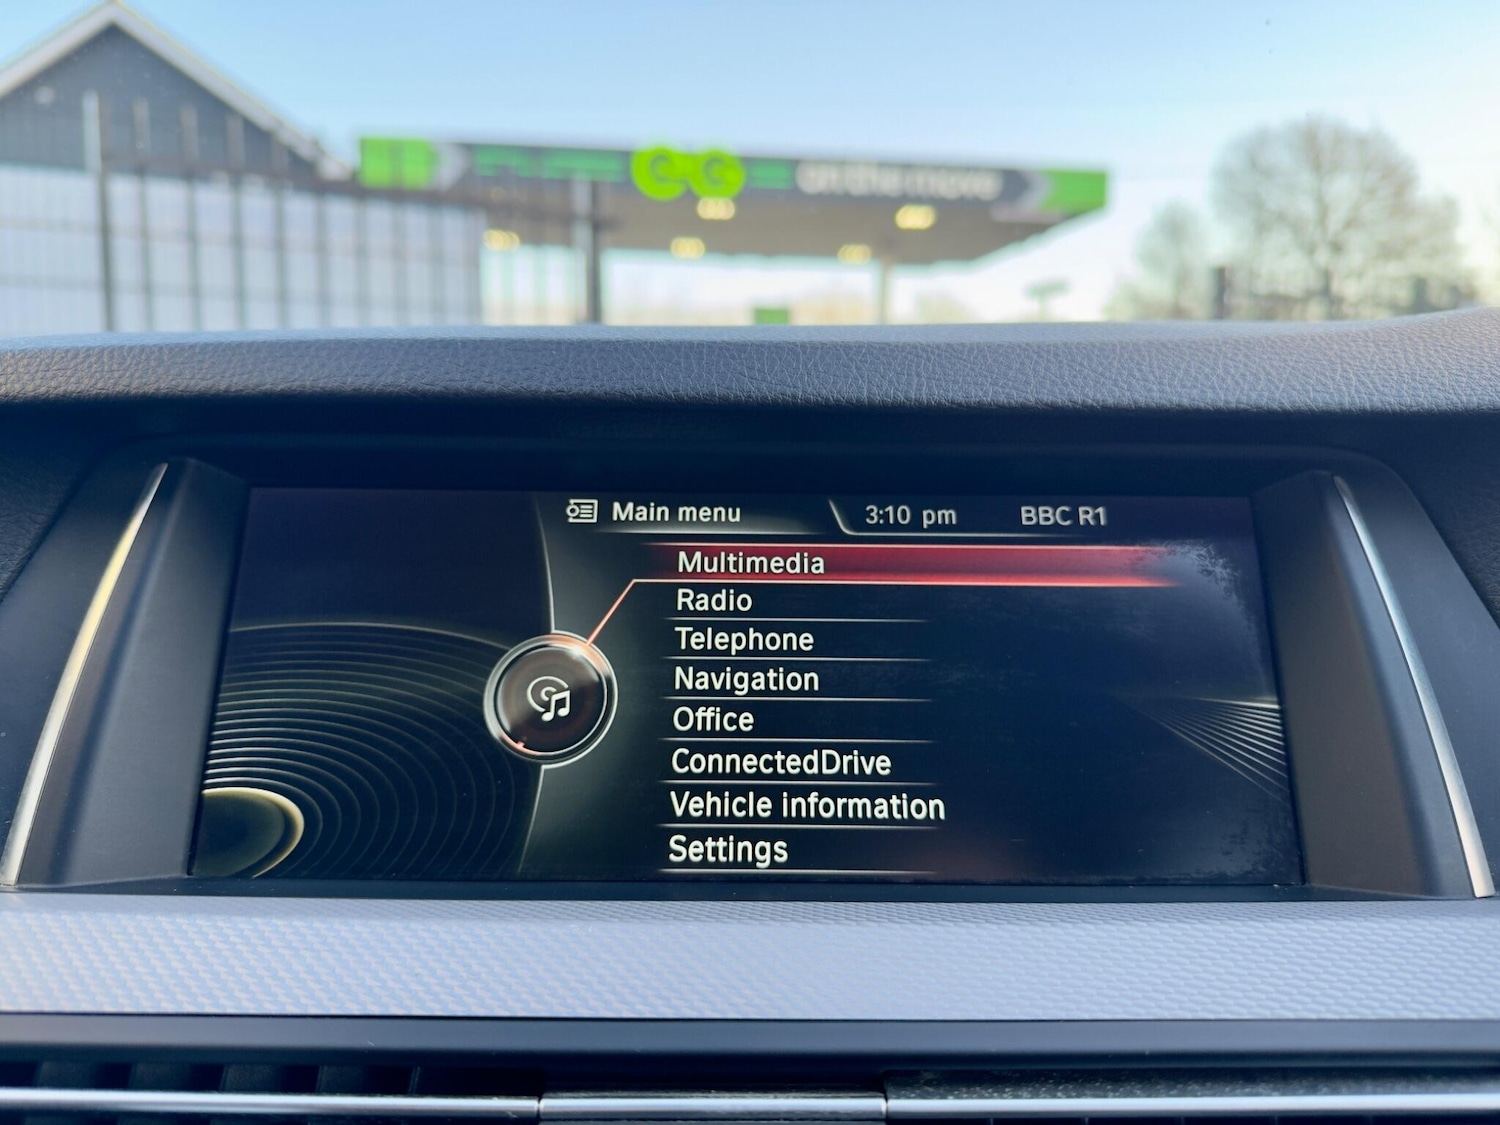 on the move
Main menu
3:10 pm
BBC R1
Multimedia
Radio
Telephone
Navigation
Office
ConnectedDrive
Vehicle information
Settings